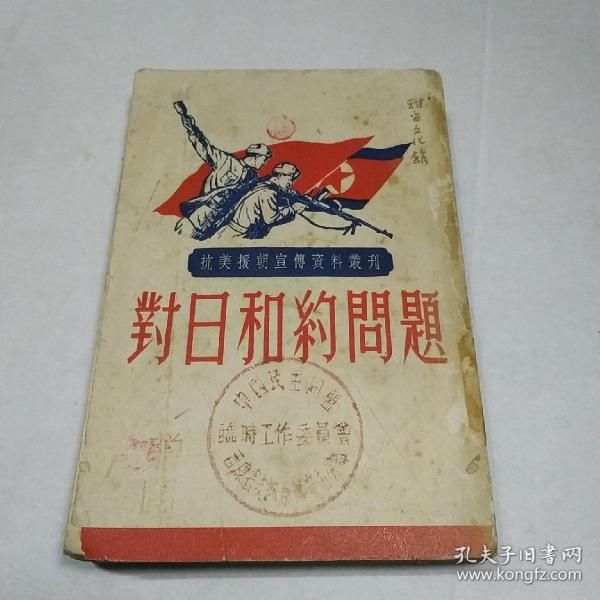 抗美援朝宣傳資料叢刊
對日和約問題
中國民主同盟
臨時工作委員會
孔夫子旧书网
www.kongfz.com